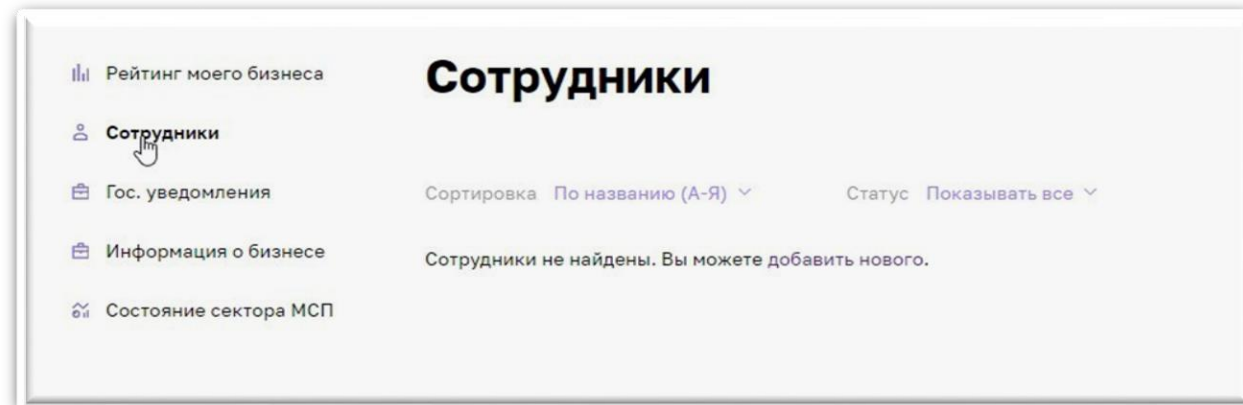 Рейтинг моего бизнеса
Сотрудники
Гос. уведомления
Информация о бизнесе
Состояние сектора МСП
Сотрудники
Сортировка По названию (А-Я) Статус Показывать все
Сотрудники не найдены. Вы можете добавить нового.